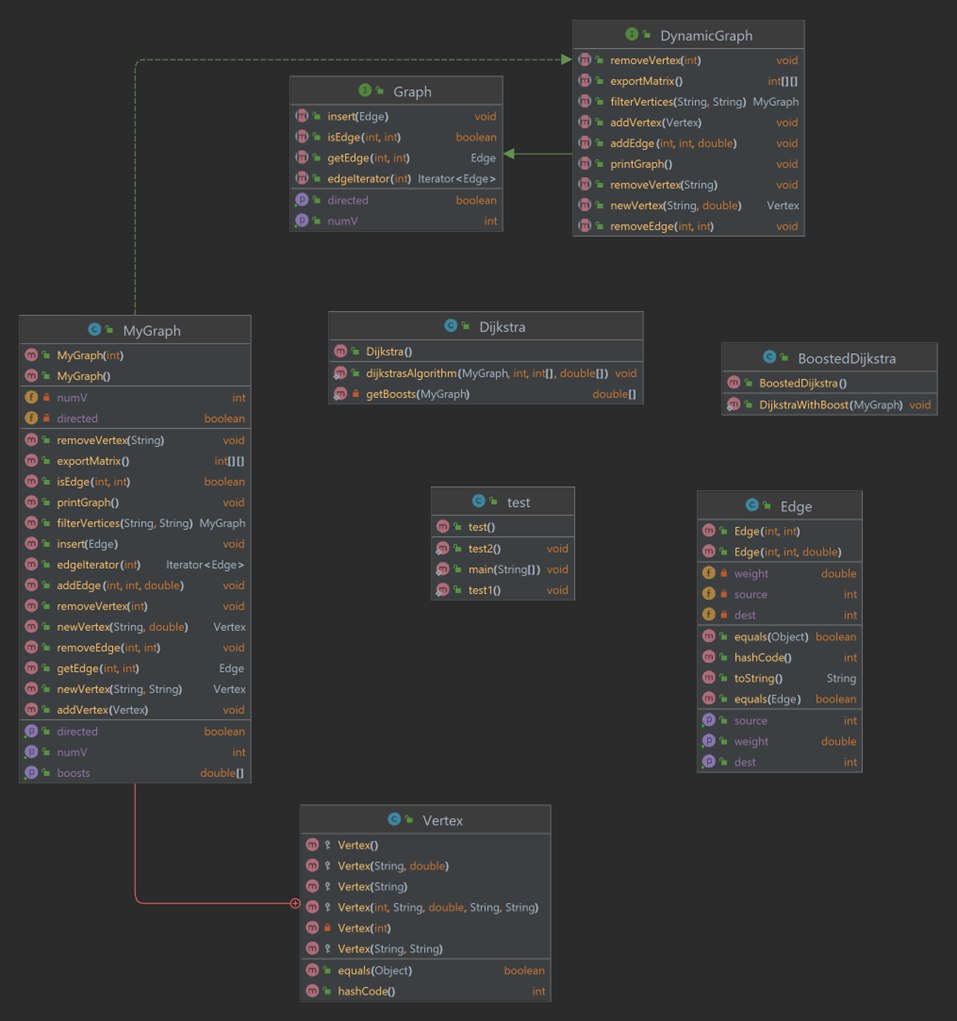 DynamicGraph
removeVertex(int) void
exportMatrix() int[][]
filterVertices(String, String) MyGraph
addVertex(Vertex) void
addEdge(int, int, double) void
printGraph() void
removeVertex(String) void
newVertex(String, double) Vertex
removeEdge(int, int) void
Graph
insert(Edge) void
isEdge(int, int) boolean
getEdge(int, int) Edge
edgeIterator(int) Iterator<Edge>
directed boolean
numV int
MyGraph
MyGraph(int)
MyGraph()
numV int
directed boolean
removeVertex(String) void
exportMatrix() int[][]
isEdge(int, int) boolean
printGraph() void
filterVertices(String, String) MyGraph
insert(Edge) void
edgeIterator(int) Iterator<Edge>
addEdge(int, int, double) void
removeVertex(int) void
newVertex(String, double) Vertex
removeEdge(int, int) void
getEdge(int, int) Edge
newVertex(String, String) Vertex
addVertex(Vertex) void
directed boolean
numV int
boosts double[]
Dijkstra
Dijkstra()
dijkstrasAlgorithm(MyGraph, int, int[], double[]) void
getBoosts(MyGraph) double[]
BoostedDijkstra
BoostedDijkstra()
DijkstraWithBoost(MyGraph) void
test
test()
test2() void
main(String[]) void
test1() void
Edge
Edge(int, int)
Edge(int, int, double)
weight double
source int
dest int
equals(Object) boolean
hashCode() int
toString() String
equals(Edge) boolean
source int
weight double
dest int
Vertex
Vertex()
Vertex(String, double)
Vertex(String)
Vertex(int, String, double, String, String)
Vertex(int)
Vertex(String, String)
equals(Object) boolean
hashCode() int